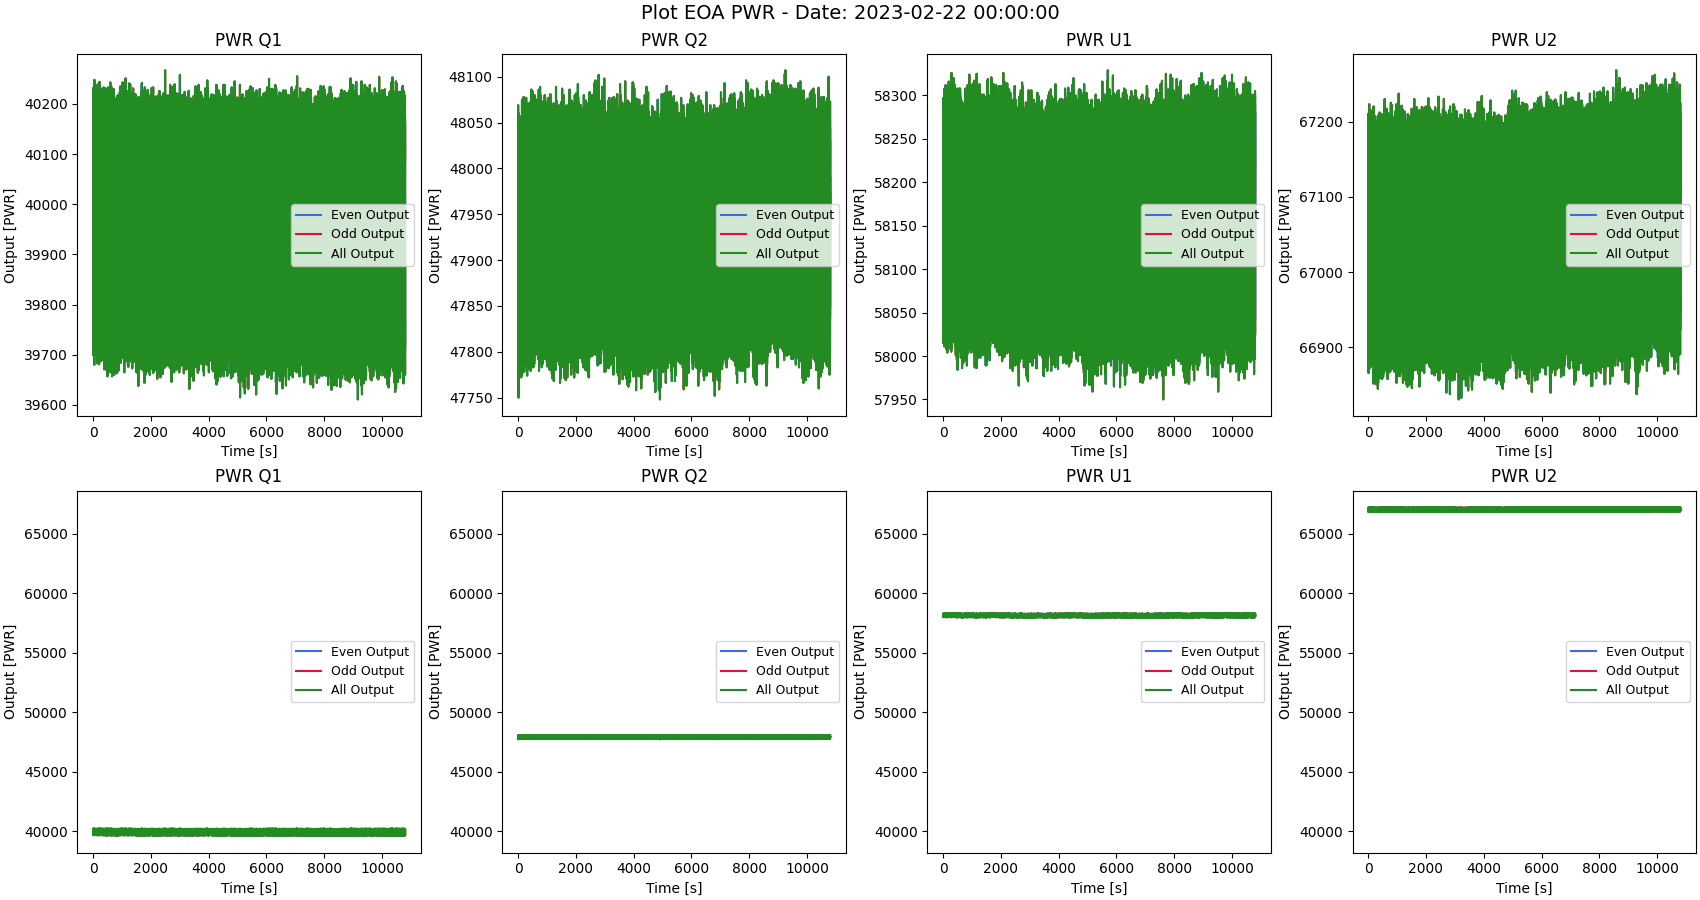 Plot EOA PWR - Date: 2023-02-22 00:00:00
PWR Q1
Output [PWR]
40200
40100
40000
39900
39800
39700
39600
Even Output
Odd Output
All Output
0 2000 4000 6000 8000 10000
Time [s]
PWR Q2
Output [PWR]
48100
48050
48000
47950
47900
47850
47800
47750
Even Output
Odd Output
All Output
0 2000 4000 6000 8000 10000
Time [s]
PWR U1
Output [PWR]
58300
58250
58200
58150
58100
58050
58000
57950
Even Output
Odd Output
All Output
0 2000 4000 6000 8000 10000
Time [s]
PWR U2
Output [PWR]
67200
67100
67000
66900
Even Output
Odd Output
All Output
0 2000 4000 6000 8000 10000
Time [s]
PWR Q1
Output [PWR]
65000
60000
55000
50000
45000
40000
Even Output
Odd Output
All Output
0 2000 4000 6000 8000 10000
Time [s]
PWR Q2
Output [PWR]
65000
60000
55000
50000
45000
40000
Even Output
Odd Output
All Output
0 2000 4000 6000 8000 10000
Time [s]
PWR U1
Output [PWR]
65000
60000
55000
50000
45000
40000
Even Output
Odd Output
All Output
0 2000 4000 6000 8000 10000
Time [s]
PWR U2
Output [PWR]
65000
60000
55000
50000
45000
40000
Even Output
Odd Output
All Output
0 2000 4000 6000 8000 10000
Time [s]